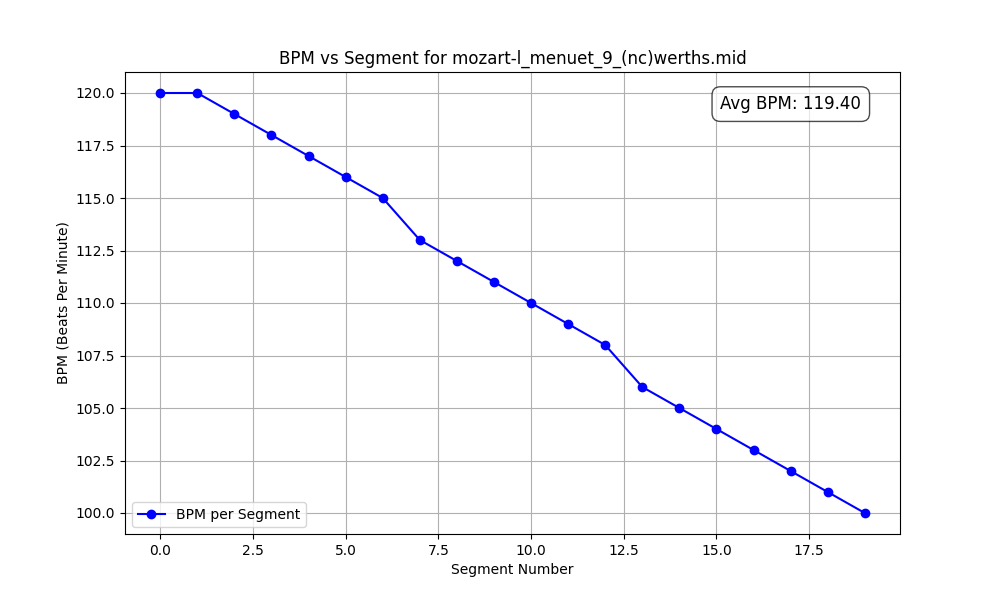 BPM vs Segment for mozart-l_menuet_9_(nc)werths.mid
Avg BPM: 119.40
BPM (Beats Per Minute)
120.0
117.5
115.0
112.5
110.0
107.5
105.0
102.5
100.0
BPM per Segment
0.0 2.5 5.0 7.5 10.0 12.5 15.0 17.5
Segment Number